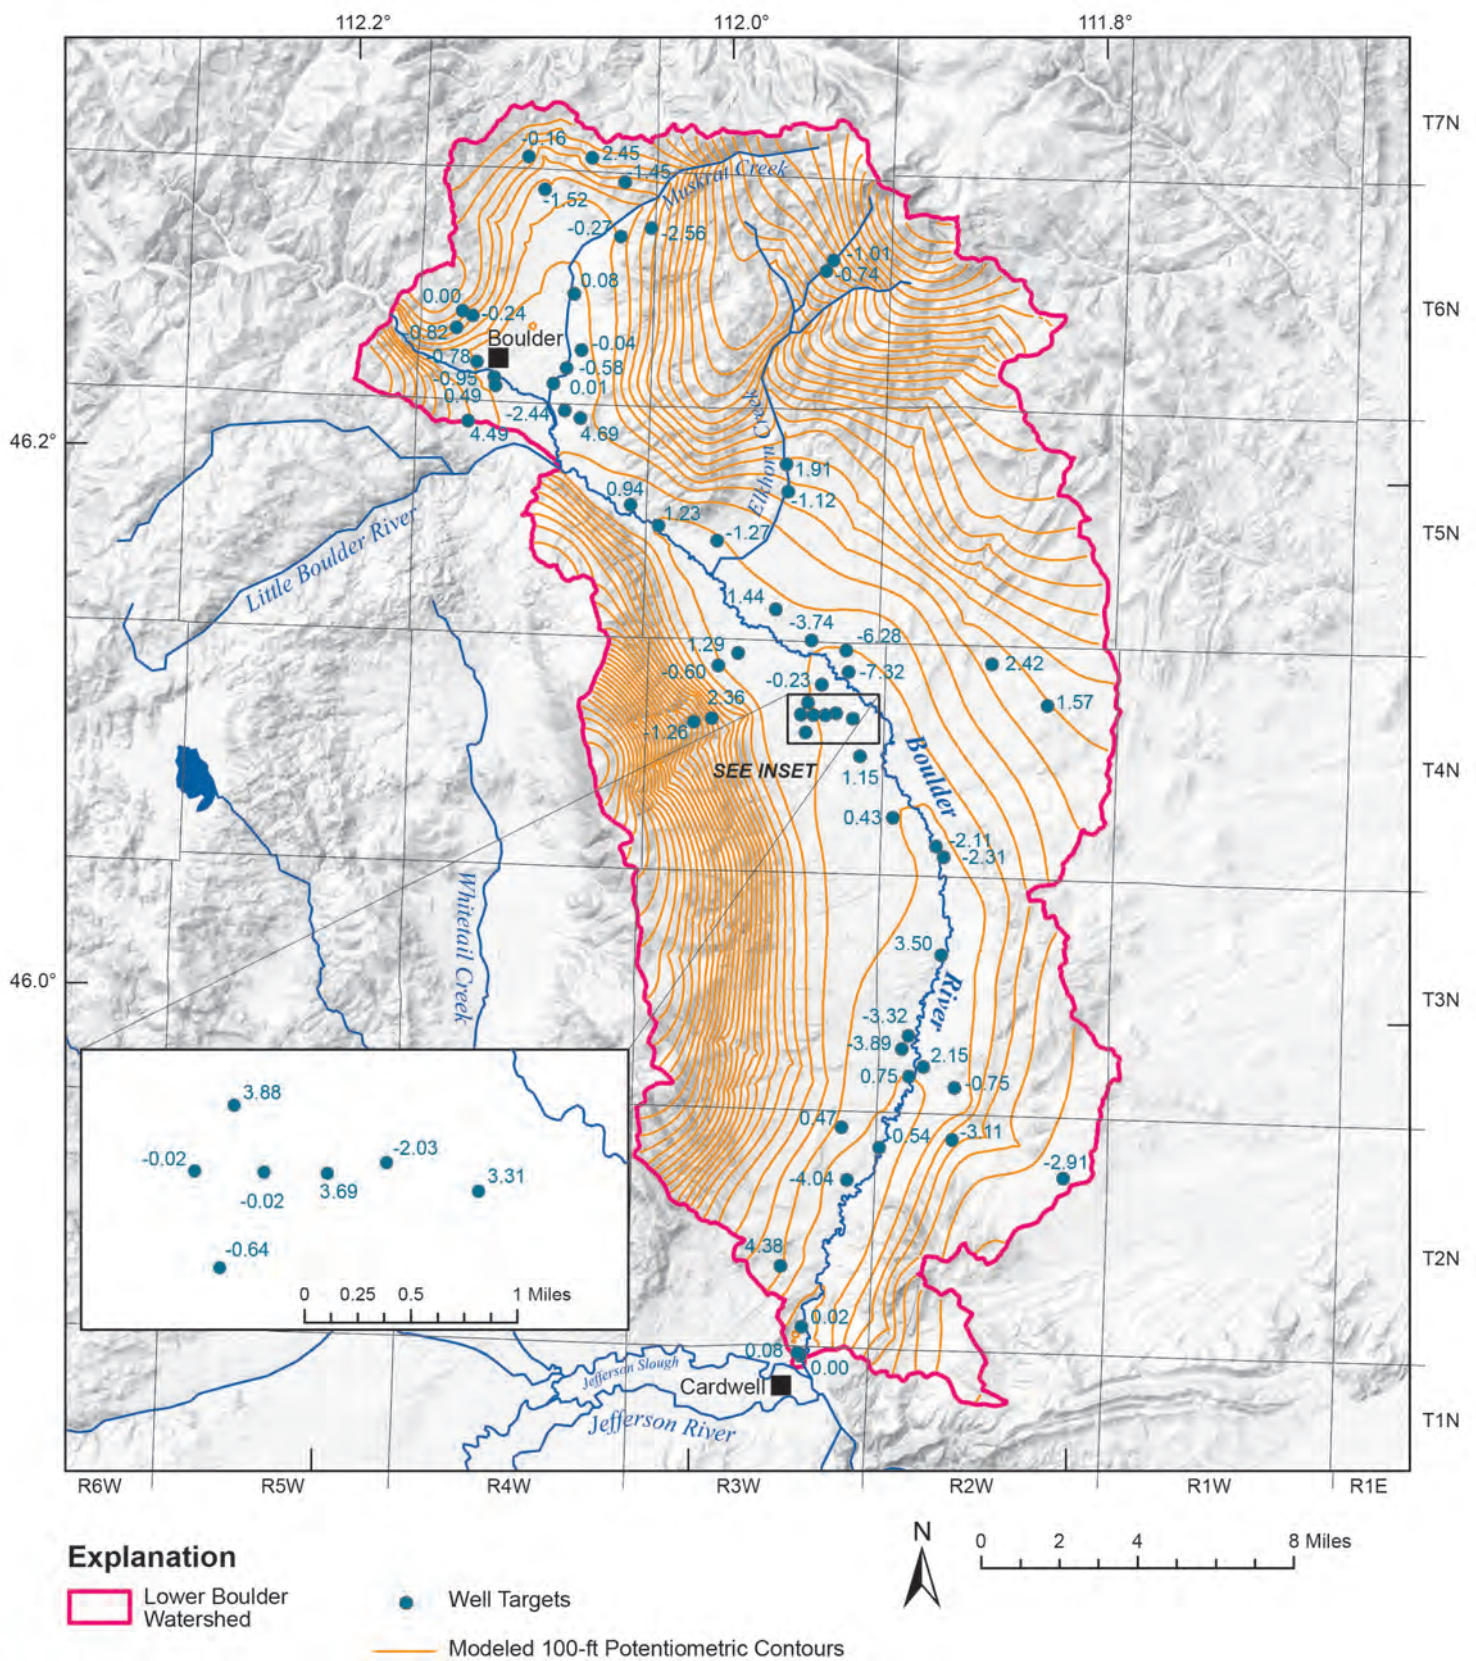 112.2°
112.0°
111.8°
T7N
-0.16
2.45
1.45
Muskrat Creek
-1.52
-0.27
-2.56
-1.01
-0.74
0.08
0.00
-0.24
T6N
-0.82
Boulder
-0.04
-0.78
-0.58
-0.95
0.01
0.49
-2.44
4.49
4.69
46.2°
Elkhorn Creek
1.91
0.94
-1.12
1.23
-1.27
T5N
Little Boulder River
1.44
-3.74
-6.28
1.29
-0.60
-7.32
2.42
-0.23
2.36
1.57
-1.26
SEE INSET
Boulder
T4N
1.15
0.43
-2.11
-2.31
Whitetail Creek
3.50
46.0°
River
T3N
-3.32
-3.89
2.15
0.75
-0.75
3.88
0.47
-0.54
-3.11
-2.03
-0.02
-2.91
3.31
-4.04
-0.02
3.69
-0.64
4.38
T2N
0 0.25 0.5 1 Miles
0.02
0.08
0.00
Jefferson Slough
Cardwell
Jefferson River
T1N
R6W R5W R4W R3W R2W R1W R1E
N
0 2 4 8 Miles
Explanation
Lower Boulder
Watershed
Well Targets
Modeled 100-ft Potentiometric Contours